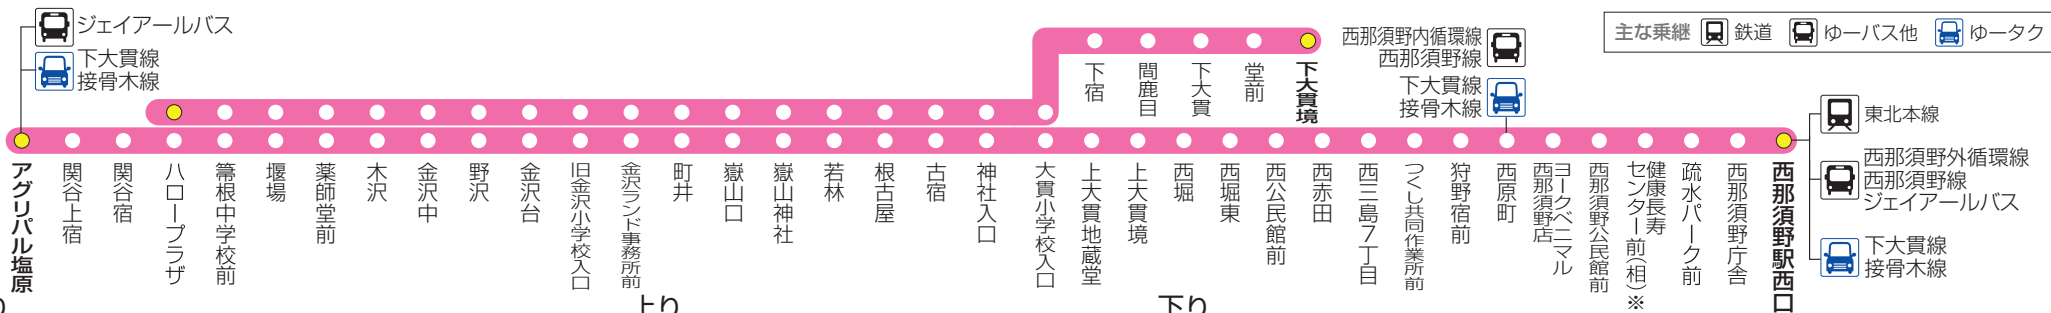 ジェイアールバス
下大貫線
接骨木線
西那須野内循環線
西那須野線
下大貫線
接骨木線
主な乗継 鉄道 ゆーバス他 ゆータク
下宿
間鹿目
下大貫
堂前
下大貫境
東北本線
西那須野外循環線
西那須野線
ジェイアールバス
下大貫線
接骨木線
アグリパル塩原
関谷上宿
関谷宿
ハロープラザ
箒根中学校前
堰場
薬師堂前
木沢
金沢中
野沢
金沢台
旧金沢小学校入口
金沢ランド事務所前
町井
嶽山口
嶽山神社
若林
根古屋
古宿
神社入口
大貫小学校入口
上大貫地蔵堂
上大貫境
西堀
西堀東
西公民館前
西赤田
西三島7丁目
つくし共同作業所前
狩野宿前
西原町
ヨークベニマル
西那須野店
西那須野公民館前
健康長寿
センター前(相)※
疏水パーク前
西那須野庁舎
西那須野駅西口
上り
下り